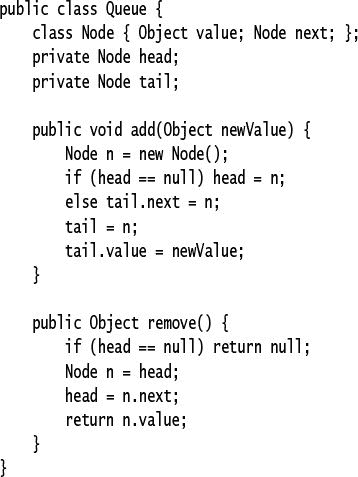 public class Queue {
    class Node { Object value; Node next; };
    private Node head;
    private Node tail;

    public void add(Object newValue) {
        Node n = new Node();
        if (head == null) head = n;
        else tail.next = n;
        tail = n;
        tail.value = newValue;
    }

    public Object remove() {
        if (head == null) return null;
        Node n = head;
        head = n.next;
        return n.value;
    }
}